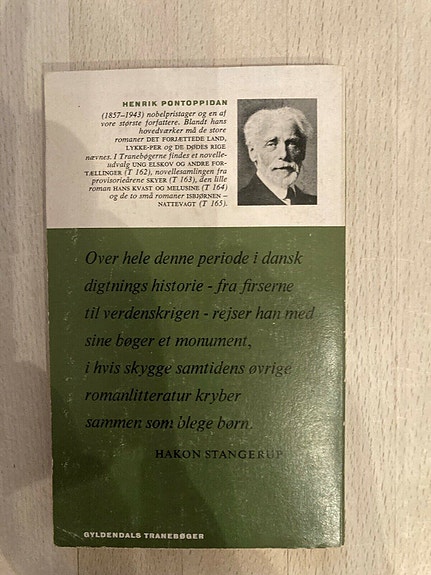 HENRIK PONTOPPIDAN
(1857–1943) nobelpristager og en af
vore største forfattere. Blandt hans
hovedværker må de store
romaner DET FORJÆTTEDE LAND,
LYKKE-PER og DE DØDES RIGE
nævnes. I Tranebøgerne findes et novelle-
udvalg UNG ELSKOV OG ANDRE FOR-
TÆLLINGER (T 162), novellesamlingen fra
provisorieårene SKYER (T 163), den lille
roman HANS KVAST OG MELUSINE (T 164)
og de to små romaner ISBJØRNEN –
NATTEVAGT (T 165).
Over hele denne periode i dansk
digtnings historie - fra firserne
til verdenskrigen - rejser han med
sine bøger et monument,
i hvis skygge samtidens øvrige
romanlitteratur kryber
sammen som blege børn.
HAKON STANGERUP
GYLDENDALS TRANEBØGER